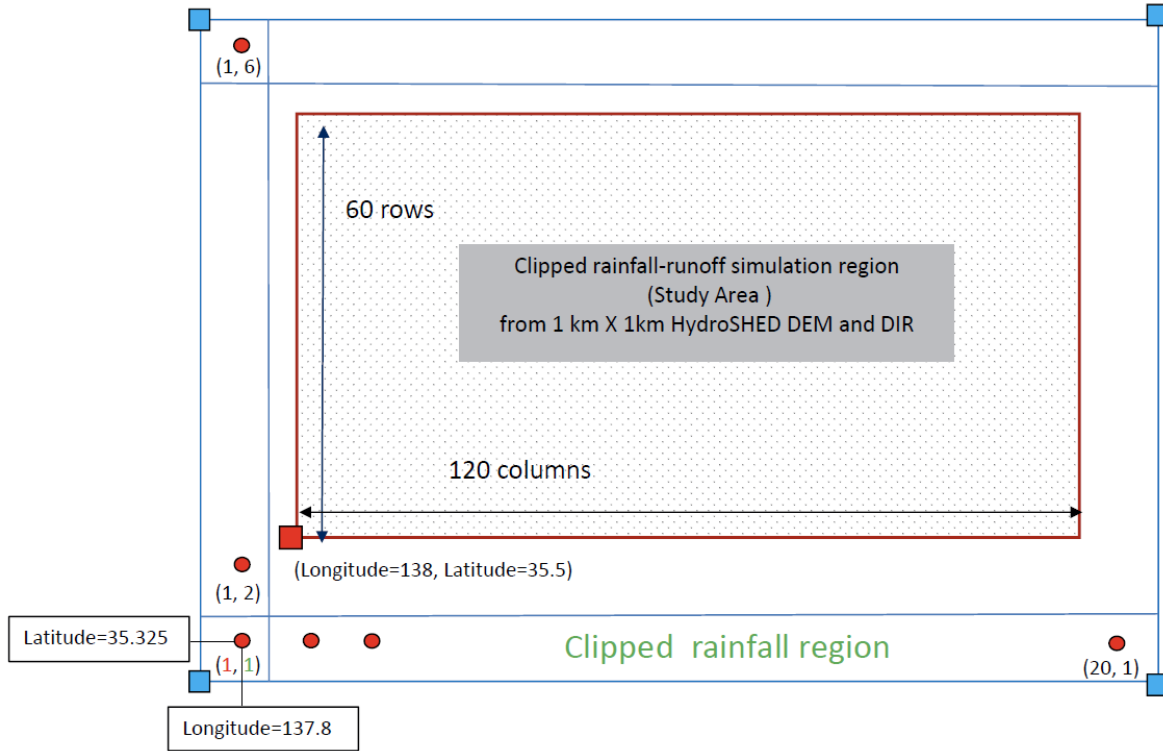 (1, 6)
60 rows
Clipped rainfall-runoff simulation region
(Study Area )
from 1 km X 1km HydroSHED DEM and DIR
120 columns
(Longitude=138, Latitude=35.5)
(1, 2)
Latitude=35.325
(1, 1)
Clipped rainfall region
(20, 1)
Longitude=137.8